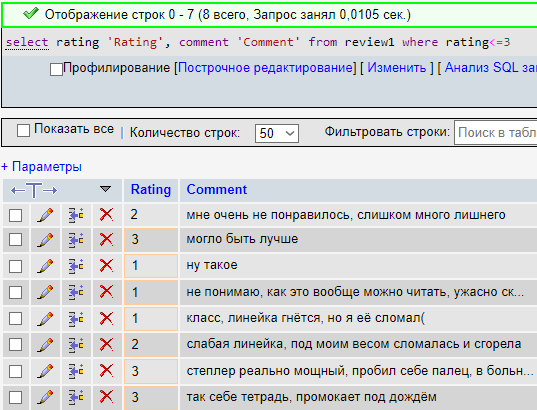 Отображение строк 0 - 7 (8 всего, Запрос занял 0,0105 сек.)
select rating 'Rating', comment 'Comment' from review1 where rating<=3
Профилирование [Построчное редактирование] [ Изменить ] [ Анализ SQL за
Показать все | Количество строк: 50 Фильтровать строки: Поиск в табл
+ Параметры
←T→ Rating Comment
2 мне очень не понравилось, слишком много лишнего
3 могло быть лучше
1 ну такое
1 не понимаю, как это вообще можно читать, ужасно ск...
1 класс, линейка гнётся, но я её сломал(
2 слабая линейка, под моим весом сломалась и сгорела
3 степлер реально мощный, пробил себе палец, в больн...
3 так себе тетрадь, промокает под дождём